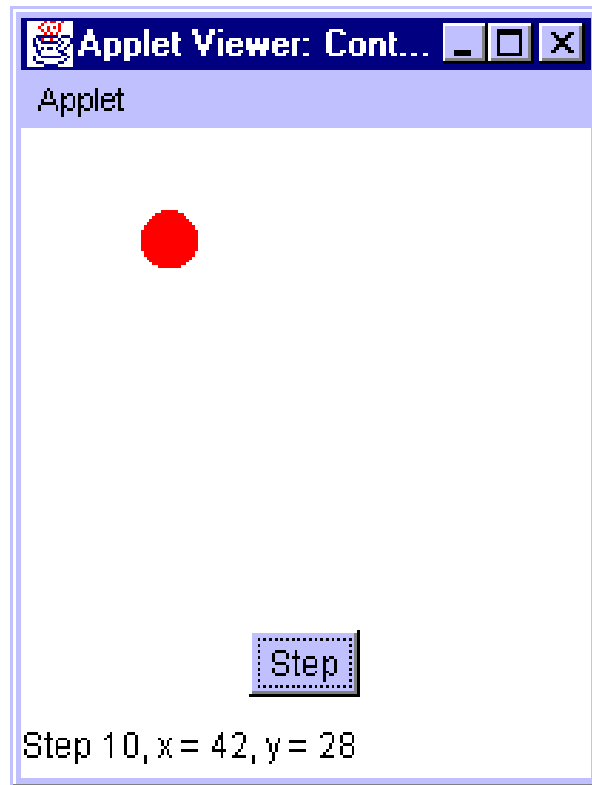 Applet Viewer: Cont...
Applet
Step
Step 10, x = 42, y = 28